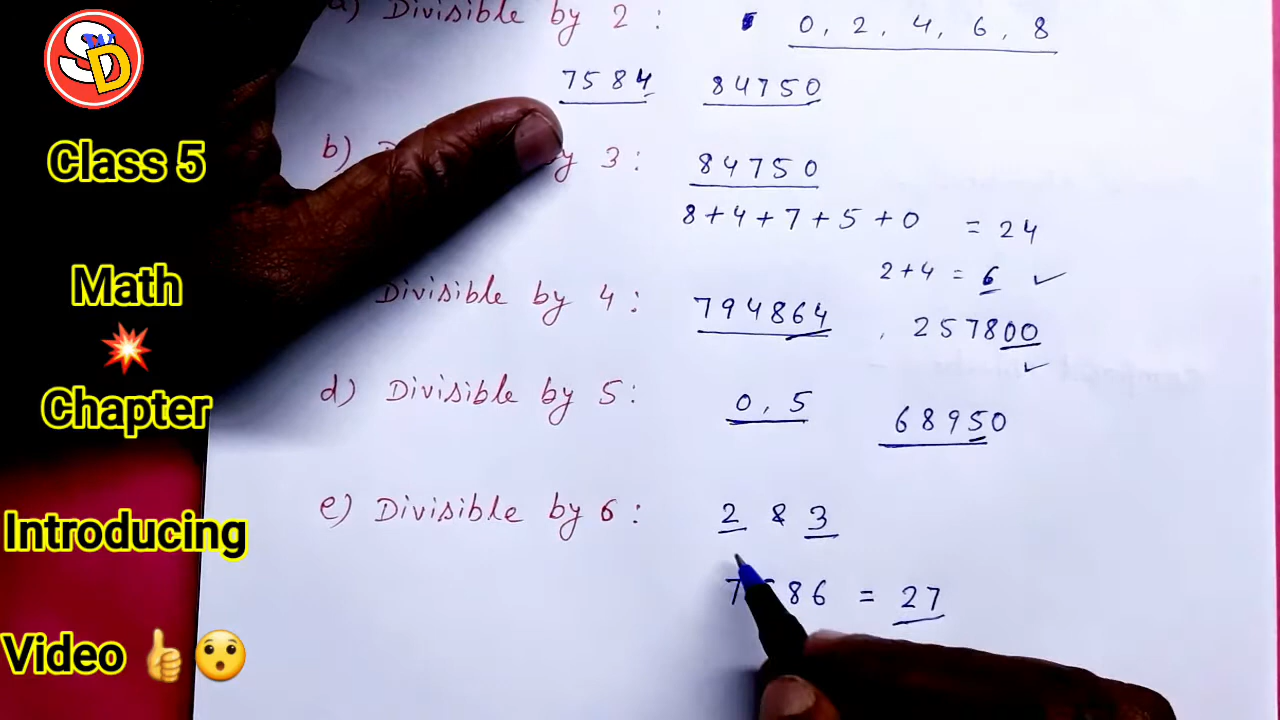 SWD
Class 5
Math
Chapter
Introducing
Video
a) Divisible by 2 : 0, 2, 4, 6, 8
7584 84750
b) by 3 : 84750
8+4+7+5+0 = 24
2+4 = 6 ✓
Divisible by 4 : 794864 , 257800
✓
d) Divisible by 5 : 0, 5 68950
e) Divisible by 6 : 2 & 3
86 = 27